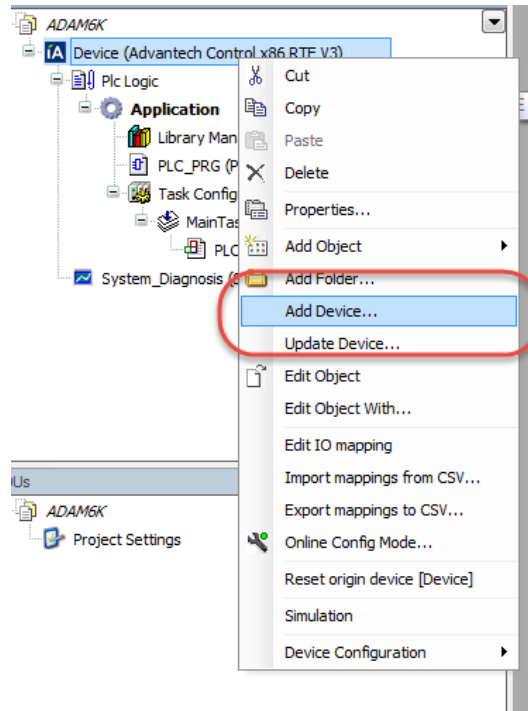 ADAM6K
Device (Advantech Control x86 RTE V3)
Plc Logic
Application
Library Man
PLC_PRG (P
Task Config
MainTas
PLC
System_Diagnosis (
Cut
Copy
Paste
Delete
Properties...
Add Object
Add Folder...
Add Device...
Update Device...
Edit Object
Edit Object With...
Edit IO mapping
Import mappings from CSV...
Export mappings to CSV...
Online Config Mode...
Reset origin device [Device]
Simulation
Device Configuration
Us
ADAM6K
Project Settings